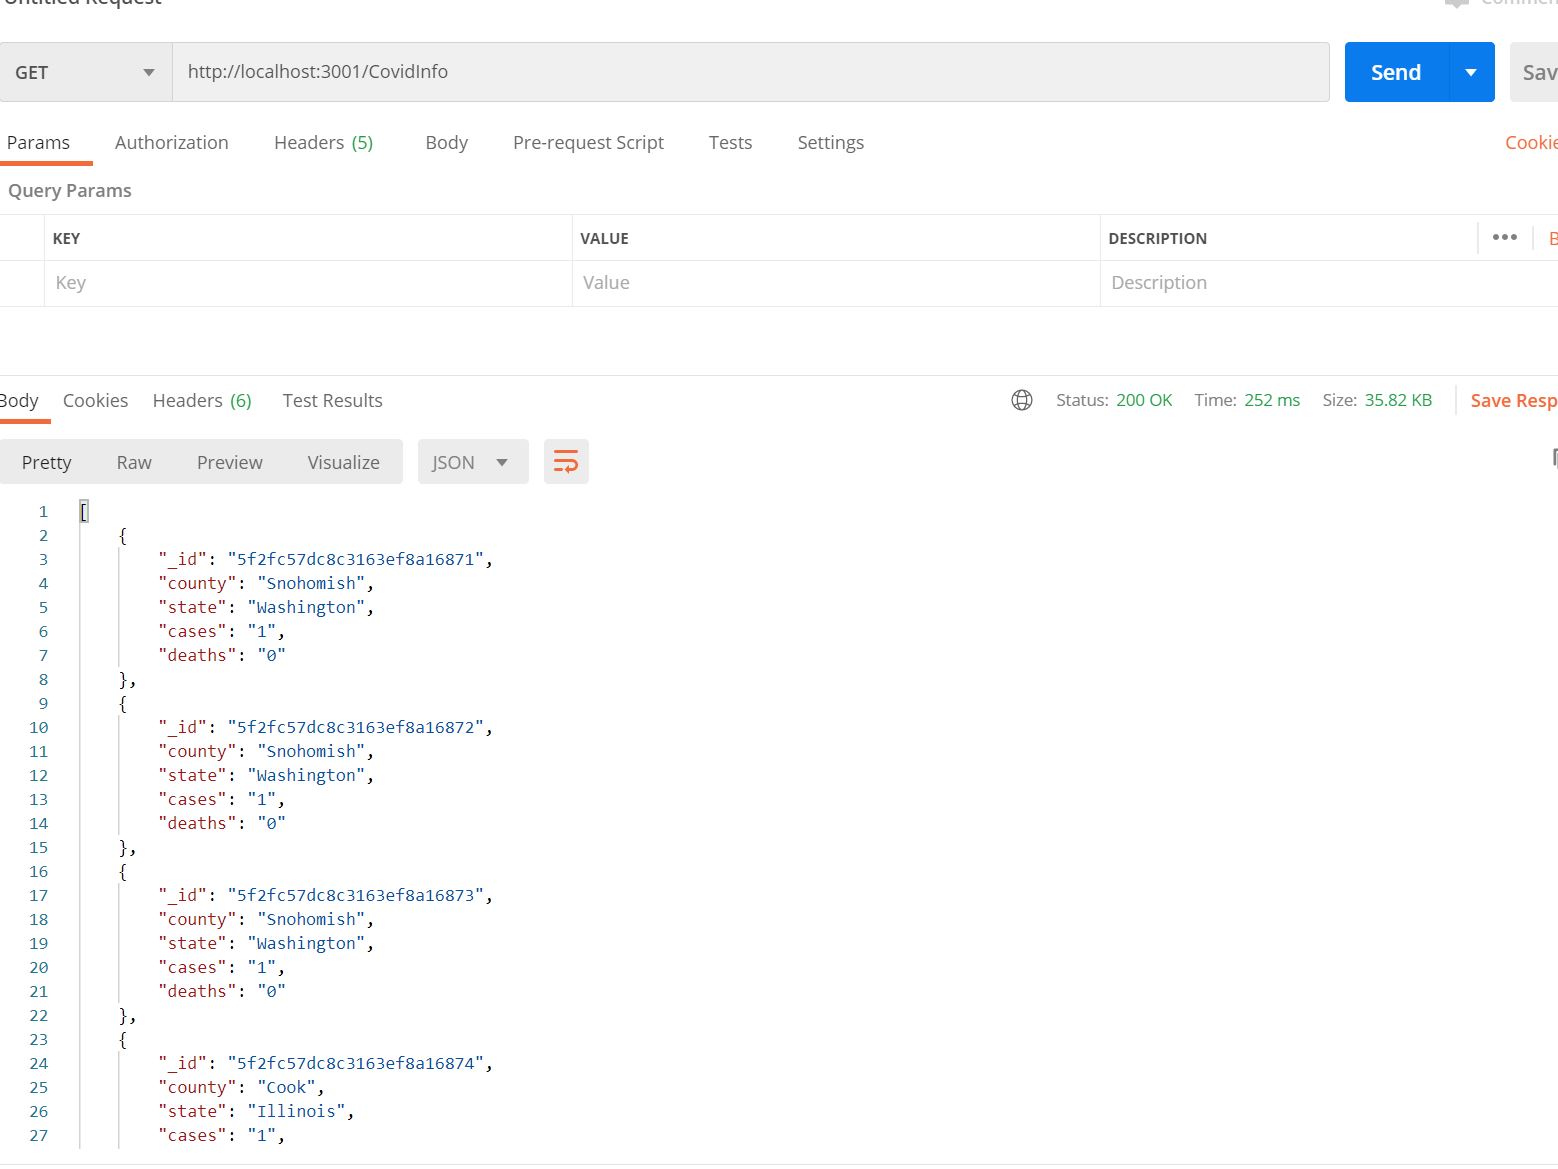 Untitled Request
GET http://localhost:3001/CovidInfo Send
Params Authorization Headers (5) Body Pre-request Script Tests Settings
Query Params
KEY VALUE DESCRIPTION •••
Key Value Description
Body Cookies Headers (6) Test Results Status: 200 OK Time: 252 ms Size: 35.82 KB Save Resp
Pretty Raw Preview Visualize JSON
1 [
2 {
3 "_id": "5f2fc57dc8c3163ef8a16871",
4 "county": "Snohomish",
5 "state": "Washington",
6 "cases": "1",
7 "deaths": "0"
8 },
9 {
10 "_id": "5f2fc57dc8c3163ef8a16872",
11 "county": "Snohomish",
12 "state": "Washington",
13 "cases": "1",
14 "deaths": "0"
15 },
16 {
17 "_id": "5f2fc57dc8c3163ef8a16873",
18 "county": "Snohomish",
19 "state": "Washington",
20 "cases": "1",
21 "deaths": "0"
22 },
23 {
24 "_id": "5f2fc57dc8c3163ef8a16874",
25 "county": "Cook",
26 "state": "Illinois",
27 "cases": "1",